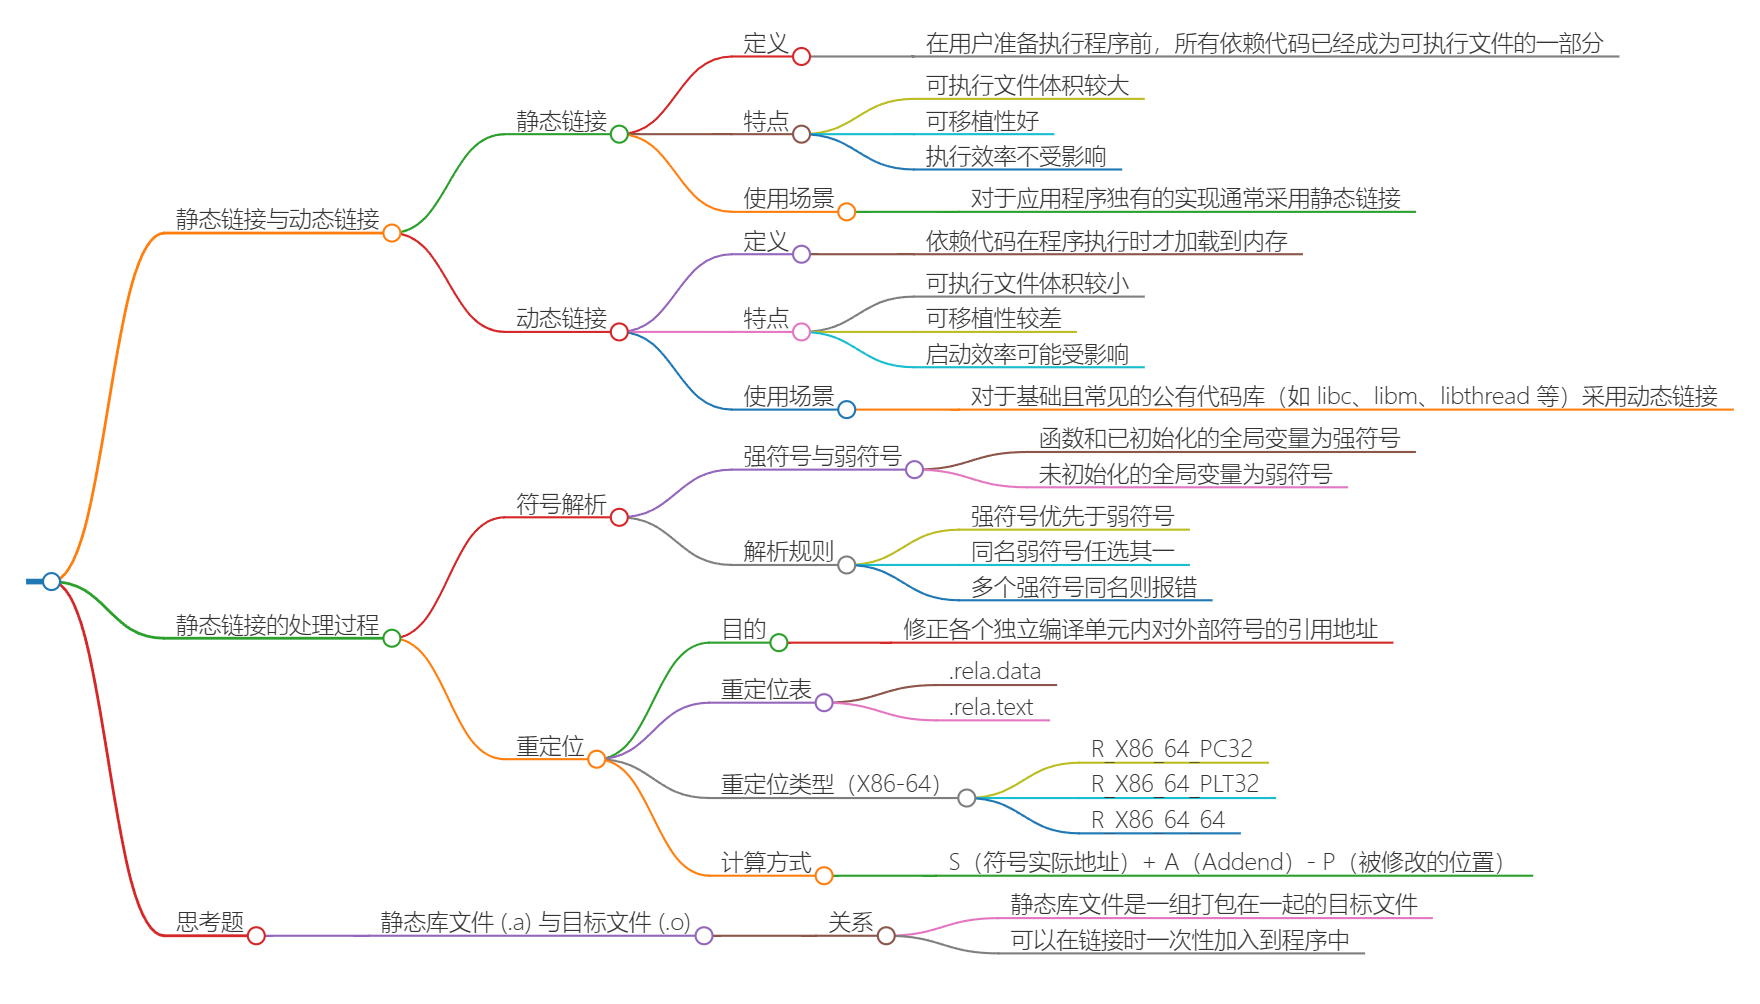 定义
在用户准备执行程序前，所有依赖代码已经成为可执行文件的一部分
可执行文件体积较大
静态链接
特点
可移植性好
执行效率不受影响
使用场景
对于应用程序独有的实现通常采用静态链接
静态链接与动态链接
定义
依赖代码在程序执行时才加载到内存
可执行文件体积较小
动态链接
特点
可移植性较差
启动效率可能受影响
使用场景
对于基础且常见的公有代码库（如 libc、libm、libthread 等）采用动态链接
函数和已初始化的全局变量为强符号
强符号与弱符号
未初始化的全局变量为弱符号
符号解析
强符号优先于弱符号
解析规则
同名弱符号任选其一
多个强符号同名则报错
静态链接的处理过程
目的
修正各个独立编译单元内对外部符号的引用地址
.rela.data
重定位表
.rela.text
重定位
R_X86_64_PC32
重定位类型（X86-64）
R_X86_64_PLT32
R_X86_64_64
计算方式
S（符号实际地址）+ A（Addend）- P（被修改的位置）
思考题
静态库文件 (.a) 与目标文件 (.o)
关系
静态库文件是一组打包在一起的目标文件
可以在链接时一次性加入到程序中